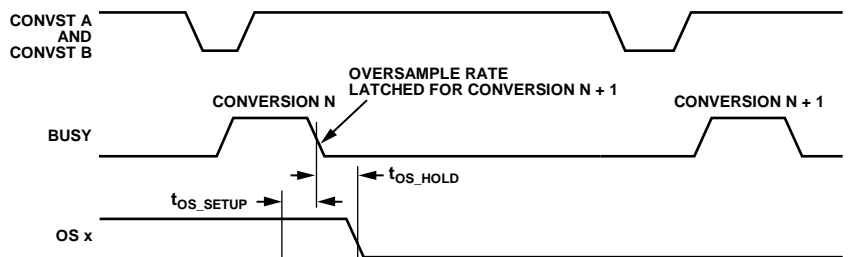 CONVST A
AND
CONVST B
OVERSAMPLE RATE
LATCHED FOR CONVERSION N + 1
CONVERSION N
CONVERSION N + 1
BUSY
tOS_HOLD
tOS_SETUP
OS x